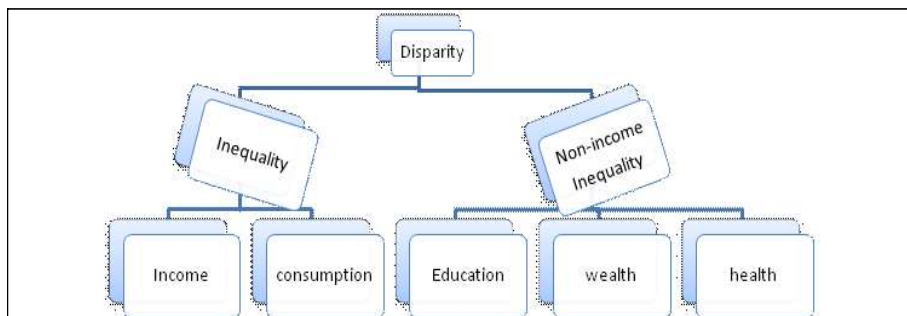 Disparity
Inequality
Non-income
Inequality
Income
consumption
Education
wealth
health